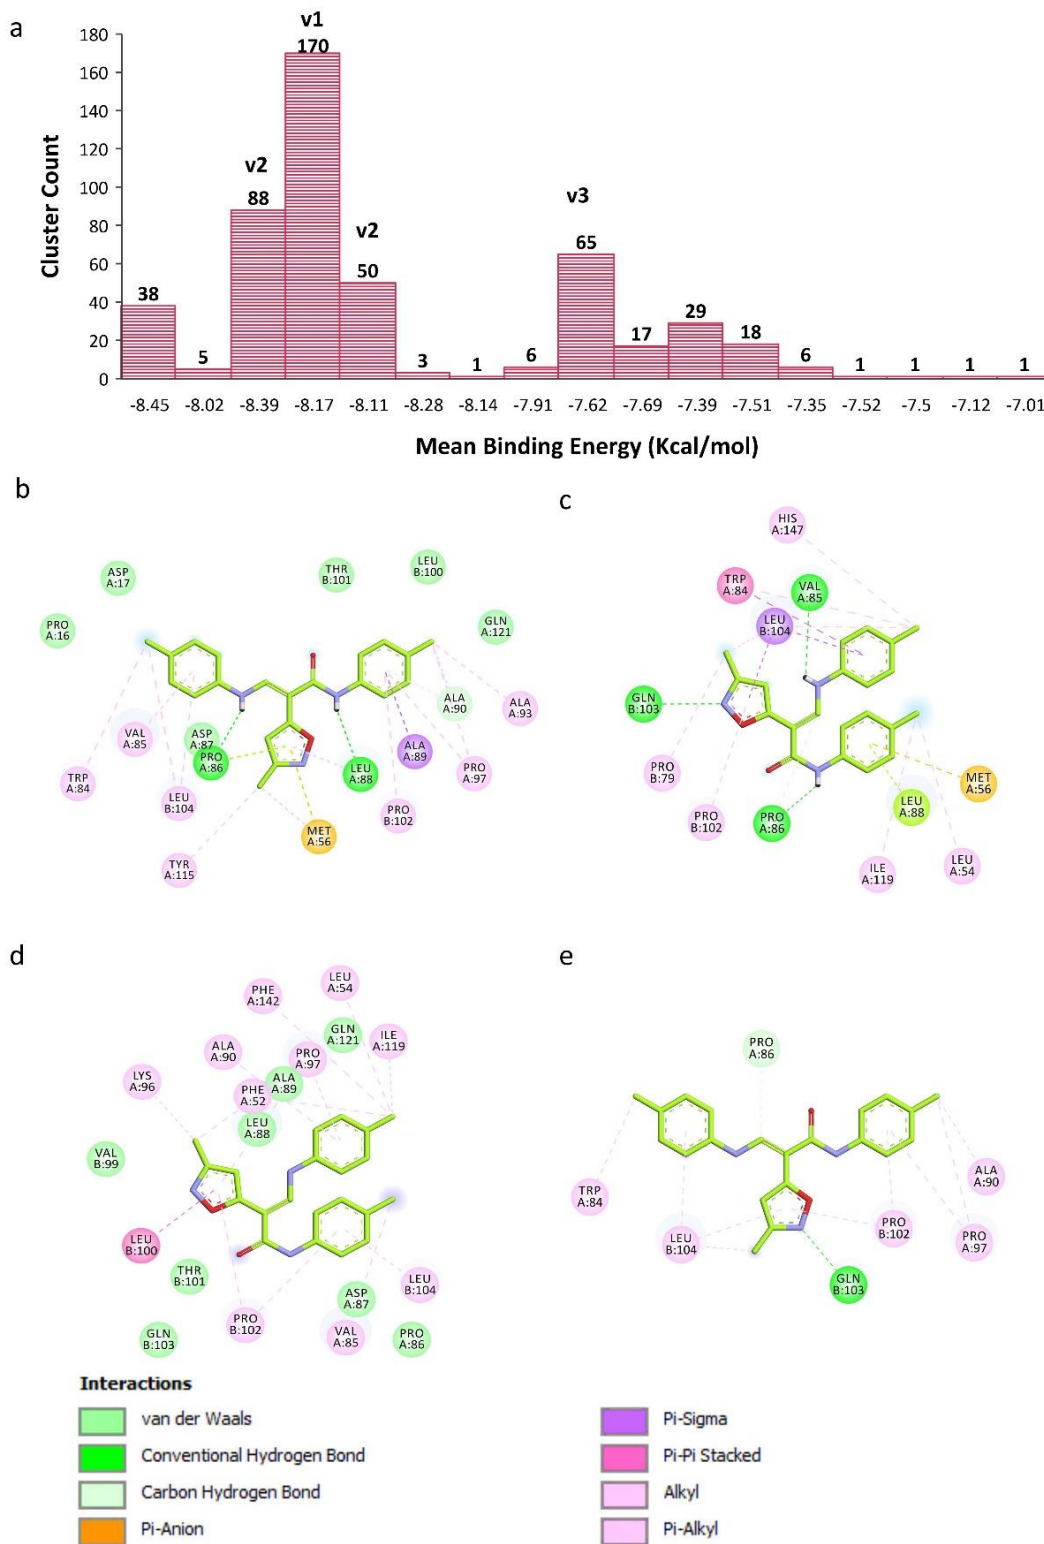 a
v1
170
v2
88
v2
50
v3
65
38
5
3
1
6
17
29
18
6
1
1
1
1
180
160
140
120
100
80
60
40
20
0
Cluster Count
-8.45 -8.02 -8.39 -8.17 -8.11 -8.28 -8.14 -7.91 -7.62 -7.69 -7.39 -7.51 -7.35 -7.52 -7.5 -7.12 -7.01
Mean Binding Energy (Kcal/mol)
b
ASP
A:17
THR
B:101
LEU
B:100
PRO
A:16
GLN
A:121
ALA
A:90
ALA
A:93
VAL
A:85
ASP
A:87
PRO
A:86
ALA
A:89
LEU
A:88
PRO
A:97
TRP
A:84
LEU
B:104
PRO
B:102
MET
A:56
TYR
A:115
c
HIS
A:147
TRP
A:84
VAL
A:85
LEU
B:104
GLN
B:103
PRO
B:79
PRO
B:102
PRO
A:86
MET
A:56
LEU
A:88
ILE
A:119
LEU
A:54
d
LEU
A:54
PHE
A:142
GLN
A:121
ILE
A:119
ALA
A:90
PRO
A:97
LYS
A:96
ALA
A:89
PHE
A:52
LEU
A:88
VAL
B:99
LEU
B:100
THR
B:101
LEU
B:104
ASP
A:87
PRO
B:102
VAL
A:85
PRO
A:86
GLN
B:103
e
PRO
A:86
TRP
A:84
ALA
A:90
LEU
B:104
PRO
B:102
PRO
A:97
GLN
B:103
Interactions
van der Waals
Conventional Hydrogen Bond
Carbon Hydrogen Bond
Pi-Anion
Pi-Sigma
Pi-Pi Stacked
Alkyl
Pi-Alkyl